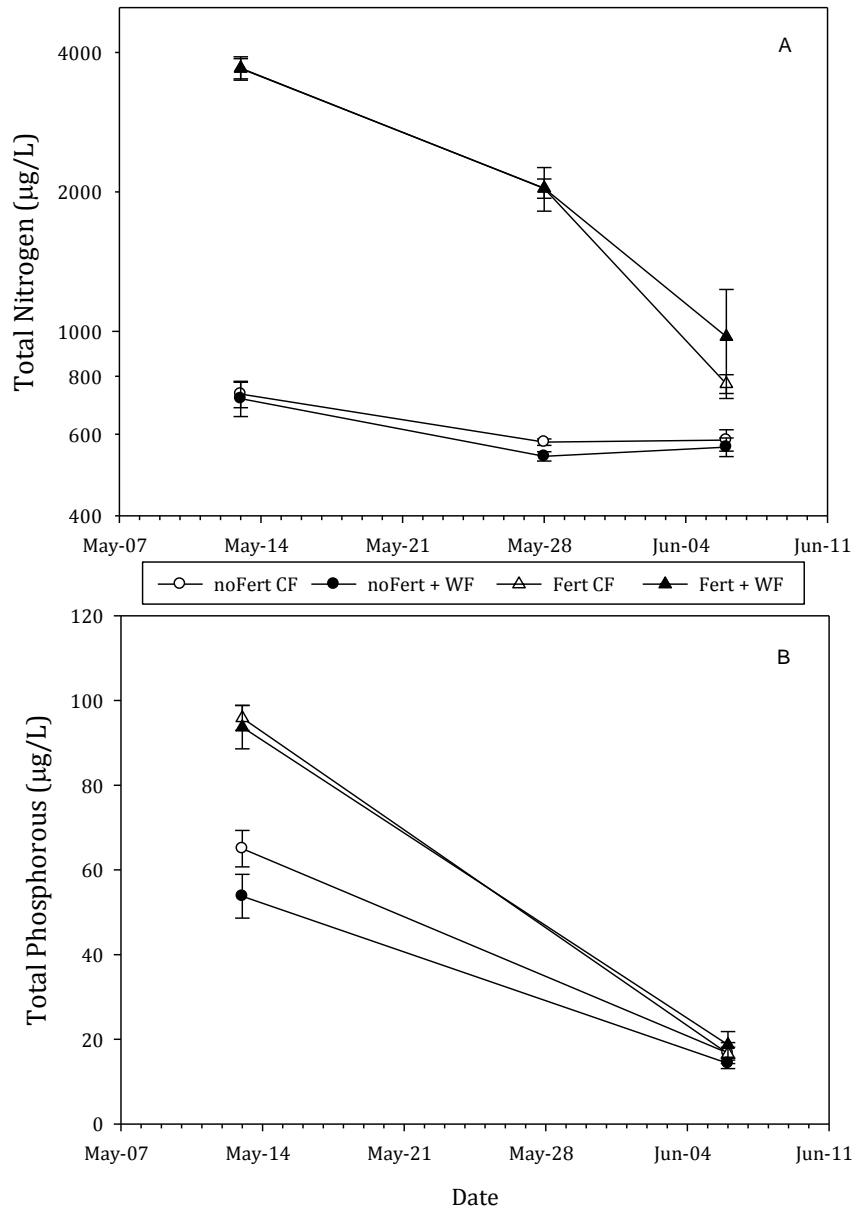 A
4000
2000
1000
800
600
400
Total Nitrogen (µg/L)
May-07 May-14 May-21 May-28 Jun-04 Jun-11
noFert CF noFert + WF Fert CF Fert + WF
B
120
100
80
60
40
20
0
Total Phosphorous (µg/L)
May-07 May-14 May-21 May-28 Jun-04 Jun-11
Date